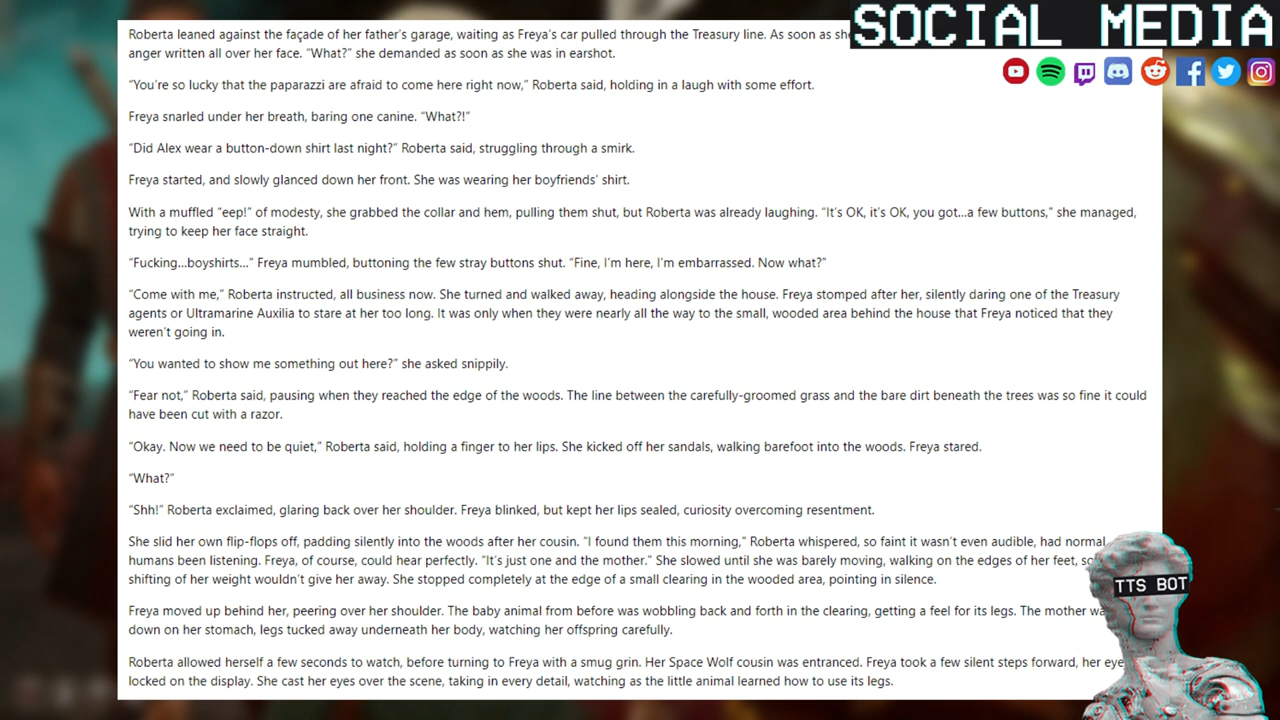 SOCIAL MEDIA
Roberta leaned against the façade of her father's garage, waiting as Freya's car pulled through the Treasury line. As soon as
anger written all over her face. “What?” she demanded as soon as she was in earshot.
“You're so lucky that the paparazzi are afraid to come here right now,” Roberta said, holding in a laugh with some effort.
Freya snarled under her breath, baring one canine. “What?!”
“Did Alex wear a button-down shirt last night?” Roberta said, struggling through a smirk.
Freya started, and slowly glanced down her front. She was wearing her boyfriends’ shirt.
With a muffled “eep!” of modesty, she grabbed the collar and hem, pulling them shut, but Roberta was already laughing. “It’s OK, it’s OK, you got…a few buttons,” she managed,
trying to keep her face straight.
“Fucking…boyshirts…” Freya mumbled, buttoning the few stray buttons shut. “Fine, I’m here, I’m embarrassed. Now what?”
“Come with me,” Roberta instructed, all business now. She turned and walked away, heading alongside the house. Freya stomped after her, silently daring one of the Treasury
agents or Ultramarine Auxilia to stare at her too long. It was only when they were nearly all the way to the small, wooded area behind the house that Freya noticed that they
weren’t going in.
“You wanted to show me something out here?” she asked snippily.
“Fear not,” Roberta said, pausing when they reached the edge of the woods. The line between the carefully-groomed grass and the bare dirt beneath the trees was so fine it could
have been cut with a razor.
“Okay. Now we need to be quiet,” Roberta said, holding a finger to her lips. She kicked off her sandals, walking barefoot into the woods. Freya stared.
“What?”
“Shh!” Roberta exclaimed, glaring back over her shoulder. Freya blinked, but kept her lips sealed, curiosity overcoming resentment.
She slid her own flip-flops off, padding silently into the woods after her cousin. “I found them this morning,” Roberta whispered, so faint it wasn’t even audible, had normal
humans been listening. Freya, of course, could hear perfectly. “It’s just one and the mother.” She slowed until she was barely moving, walking on the edges of her feet,
shifting of her weight wouldn’t give her away. She stopped completely at the edge of a small clearing in the wooded area, pointing in silence.
Freya moved up behind her, peering over her shoulder. The baby animal from before was wobbling back and forth in the clearing, getting a feel for its legs. The mother
down on her stomach, legs tucked away underneath her body, watching her offspring carefully.
Roberta allowed herself a few seconds to watch, before turning to Freya with a smug grin. Her Space Wolf cousin was entranced. Freya took a few silent steps forward, her
locked on the display. She cast her eyes over the scene, taking in every detail, watching as the little animal learned how to use its legs.
TTS BOT